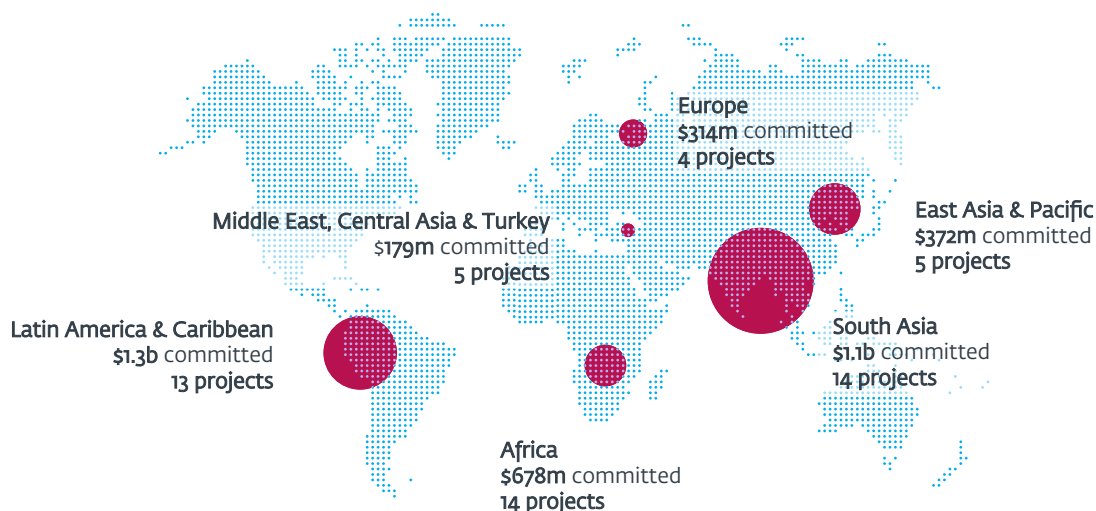 Europe
$314m committed
4 projects
Middle East, Central Asia & Turkey
$179m committed
5 projects
East Asia & Pacific
$372m committed
5 projects
Latin America & Caribbean
$1.3b committed
13 projects
South Asia
$1.1b committed
14 projects
Africa
$678m committed
14 projects